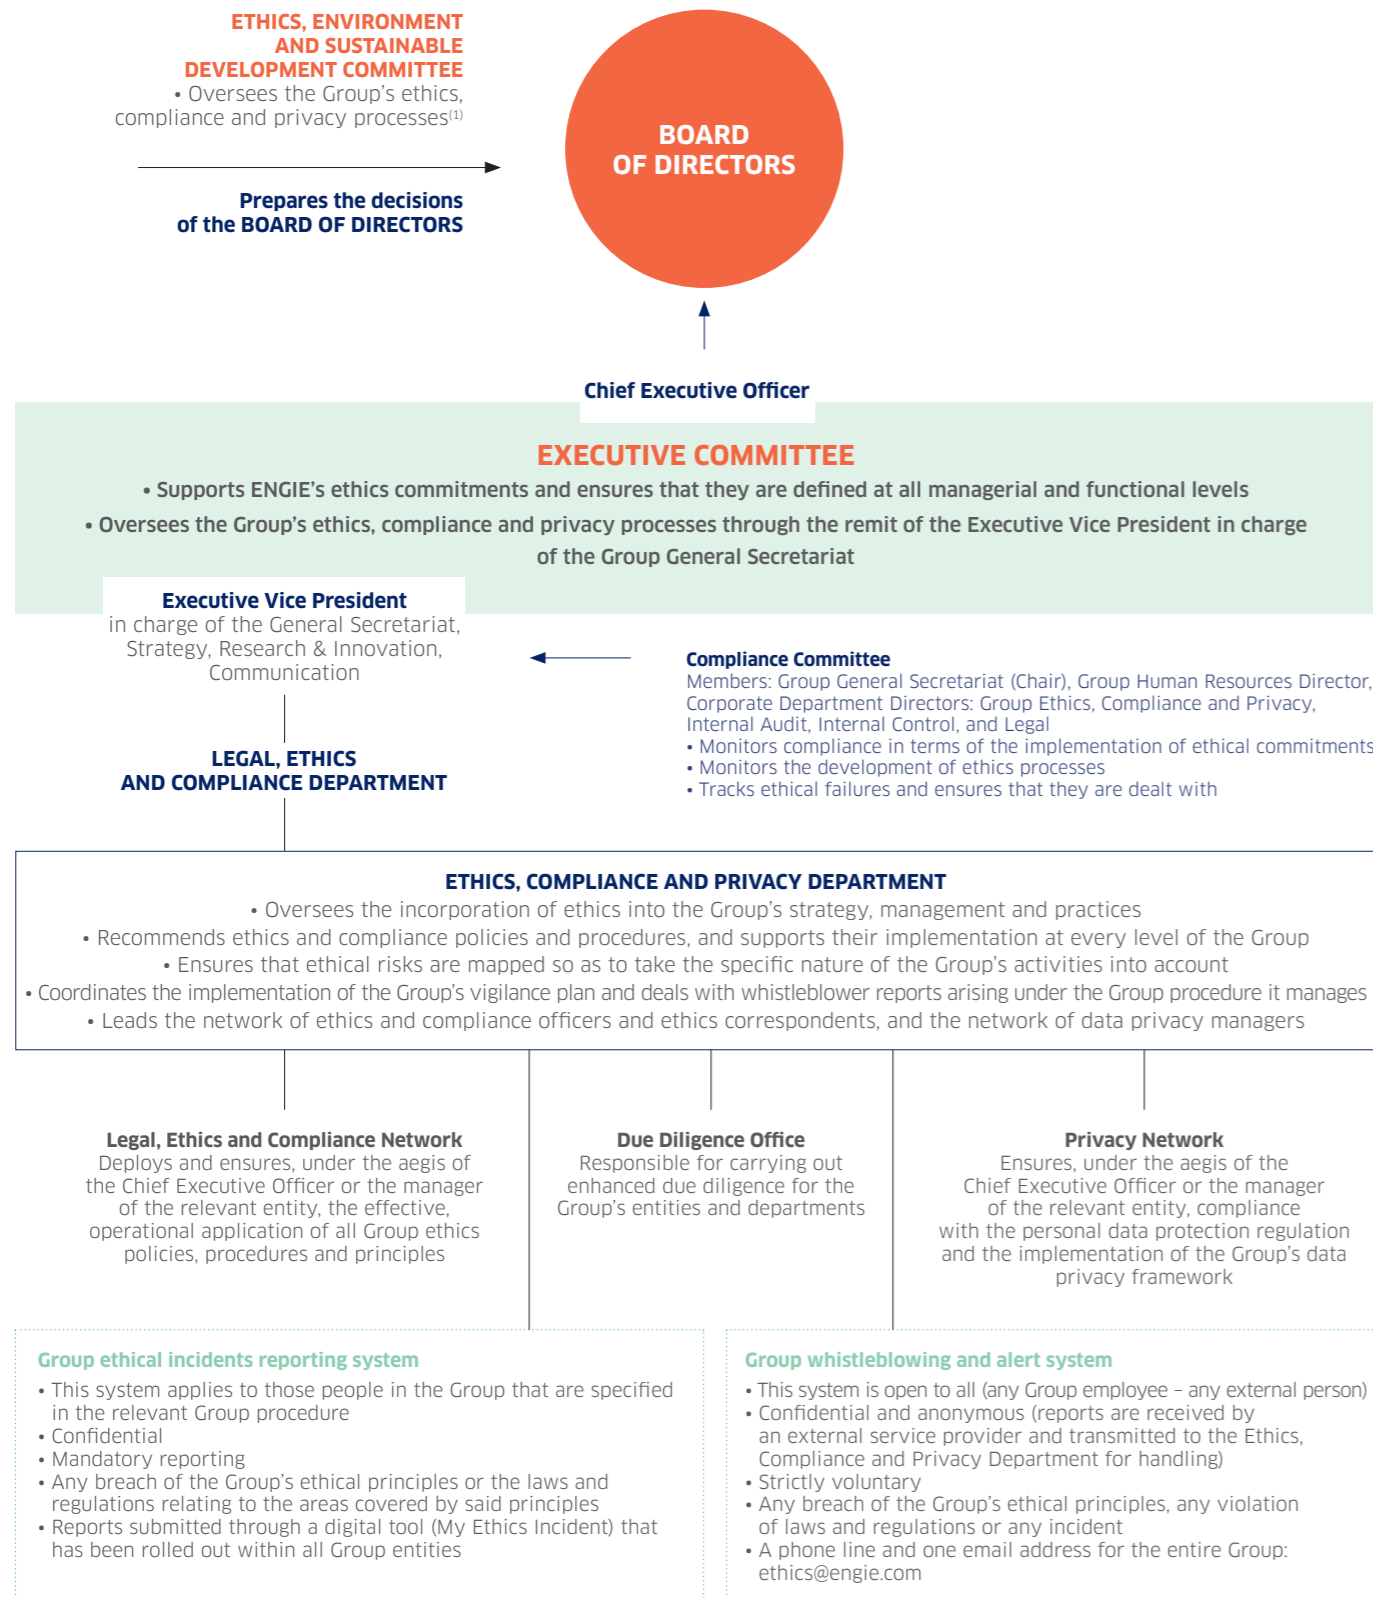 ETHICS, ENVIRONMENT
AND SUSTAINABLE
DEVELOPMENT COMMITTEE
• Oversees the Group’s ethics,
compliance and privacy processes(1)
Prepares the decisions
of the BOARD OF DIRECTORS
BOARD
OF DIRECTORS
Chief Executive Officer
EXECUTIVE COMMITTEE
• Supports ENGIE’s ethics commitments and ensures that they are defined at all managerial and functional levels
• Oversees the Group’s ethics, compliance and privacy processes through the remit of the Executive Vice President in charge
of the Group General Secretariat
Executive Vice President
in charge of the General Secretariat,
Strategy, Research & Innovation,
Communication
Compliance Committee
Members: Group General Secretariat (Chair), Group Human Resources Director,
Corporate Department Directors: Group Ethics, Compliance and Privacy,
Internal Audit, Internal Control, and Legal
• Monitors compliance in terms of the implementation of ethical commitments
• Monitors the development of ethics processes
• Tracks ethical failures and ensures that they are dealt with
LEGAL, ETHICS
AND COMPLIANCE DEPARTMENT
ETHICS, COMPLIANCE AND PRIVACY DEPARTMENT
• Oversees the incorporation of ethics into the Group’s strategy, management and practices
• Recommends ethics and compliance policies and procedures, and supports their implementation at every level of the Group
• Ensures that ethical risks are mapped so as to take the specific nature of the Group’s activities into account
• Coordinates the implementation of the Group’s vigilance plan and deals with whistleblower reports arising under the Group procedure it manages
• Leads the network of ethics and compliance officers and ethics correspondents, and the network of data privacy managers
Legal, Ethics and Compliance Network
Deploys and ensures, under the aegis of
the Chief Executive Officer or the manager
of the relevant entity, the effective,
operational application of all Group ethics
policies, procedures and principles
Due Diligence Office
Responsible for carrying out
enhanced due diligence for the
Group’s entities and departments
Privacy Network
Ensures, under the aegis of the
Chief Executive Officer or the manager
of the relevant entity, compliance
with the personal data protection regulation
and the implementation of the Group’s data
privacy framework
Group ethical incidents reporting system
• This system applies to those people in the Group that are specified
in the relevant Group procedure
• Confidential
• Mandatory reporting
• Any breach of the Group’s ethical principles or the laws and
regulations relating to the areas covered by said principles
• Reports submitted through a digital tool (My Ethics Incident) that
has been rolled out within all Group entities
Group whistleblowing and alert system
• This system is open to all (any Group employee – any external person)
• Confidential and anonymous (reports are received by
an external service provider and transmitted to the Ethics,
Compliance and Privacy Department for handling)
• Strictly voluntary
• Any breach of the Group’s ethical principles, any violation
of laws and regulations or any incident
• A phone line and one email address for the entire Group:
ethics@engie.com